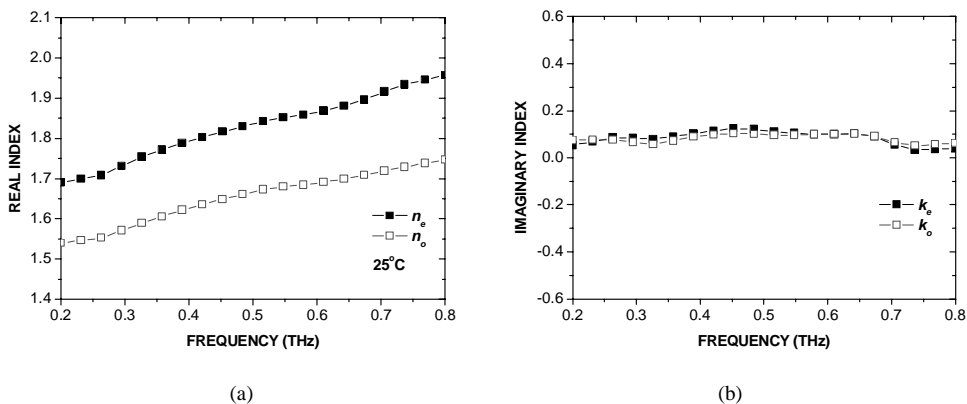 2.1
2.0
1.9
1.8
1.7
1.6
1.5
1.4
REAL INDEX
n_e
n_o
25°C
0.2 0.3 0.4 0.5 0.6 0.7 0.8
FREQUENCY (THz)
(a)
0.6
0.4
0.2
0.0
-0.2
-0.4
-0.6
IMAGINARY INDEX
k_e
k_o
0.2 0.3 0.4 0.5 0.6 0.7 0.8
FREQUENCY (THz)
(b)